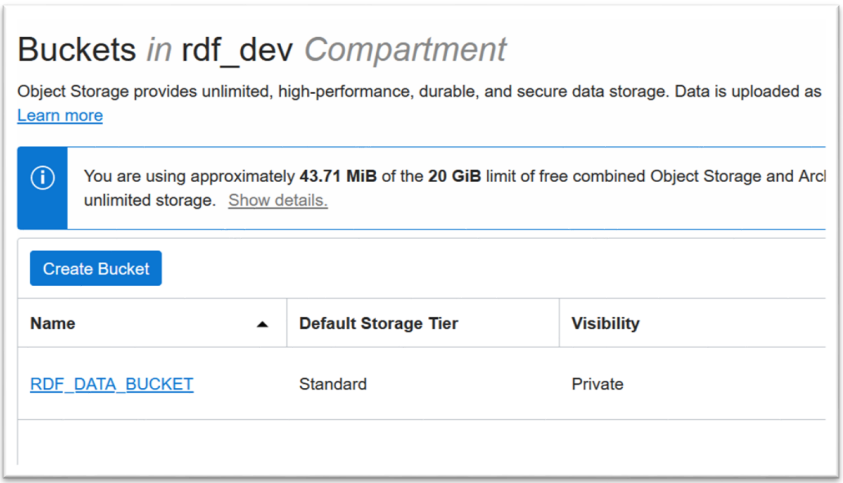 Buckets in rdf_dev Compartment
Object Storage provides unlimited, high-performance, durable, and secure data storage. Data is uploaded as
Learn more
You are using approximately 43.71 MiB of the 20 GiB limit of free combined Object Storage and Arcl
unlimited storage. Show details.
Create Bucket
Name Default Storage Tier Visibility
RDF_DATA_BUCKET Standard Private